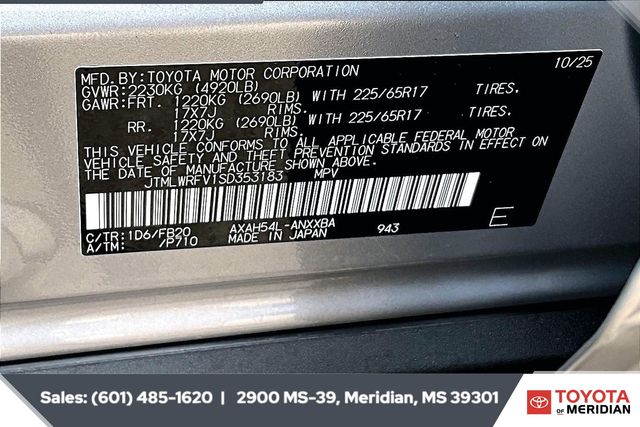 MFD. BY: TOYOTA MOTOR CORPORATION 10/25
GVWR: 2230KG (4920LB)
GAWR: FRT. 1220KG (2690LB) WITH 225/65R17 TIRES.
17X7J RIMS.
RR. 1220KG (2690LB) WITH 225/65R17 TIRES.
17X7J RIMS.
THIS VEHICLE CONFORMS TO ALL APPLICABLE FEDERAL MOTOR
VEHICLE SAFETY AND THEFT PREVENTION STANDARDS IN EFFECT ON
THE DATE OF MANUFACTURE SHOWN ABOVE.
JTMLWRFV1SD353183 MPV
C/TR: 1D6/FB20 AXAH54L-ANXXBA 943 E
A/TM: /P710 MADE IN JAPAN
Sales: (601) 485-1620 | 2900 MS-39, Meridian, MS 39301
TOYOTA
OF MERIDIAN